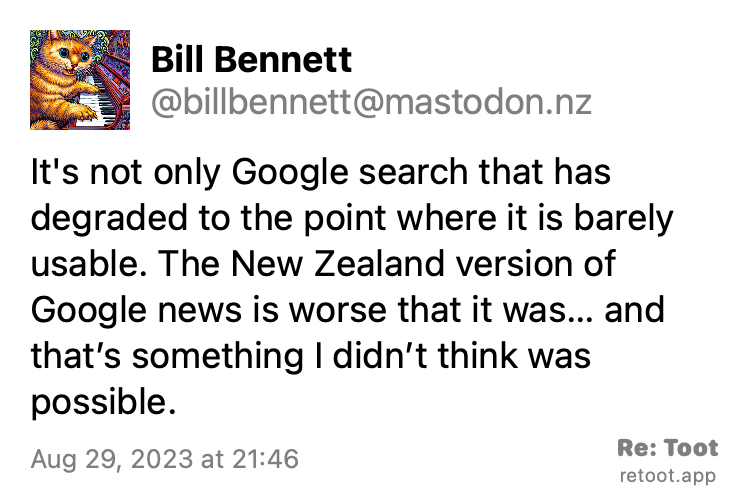 Bill Bennett
@billbennett@mastodon.nz
It's not only Google search that has
degraded to the point where it is barely
usable. The New Zealand version of
Google news is worse that it was... and
that’s something I didn’t think was
possible.
Aug 29, 2023 at 21:46
Re: Toot
retoot.app